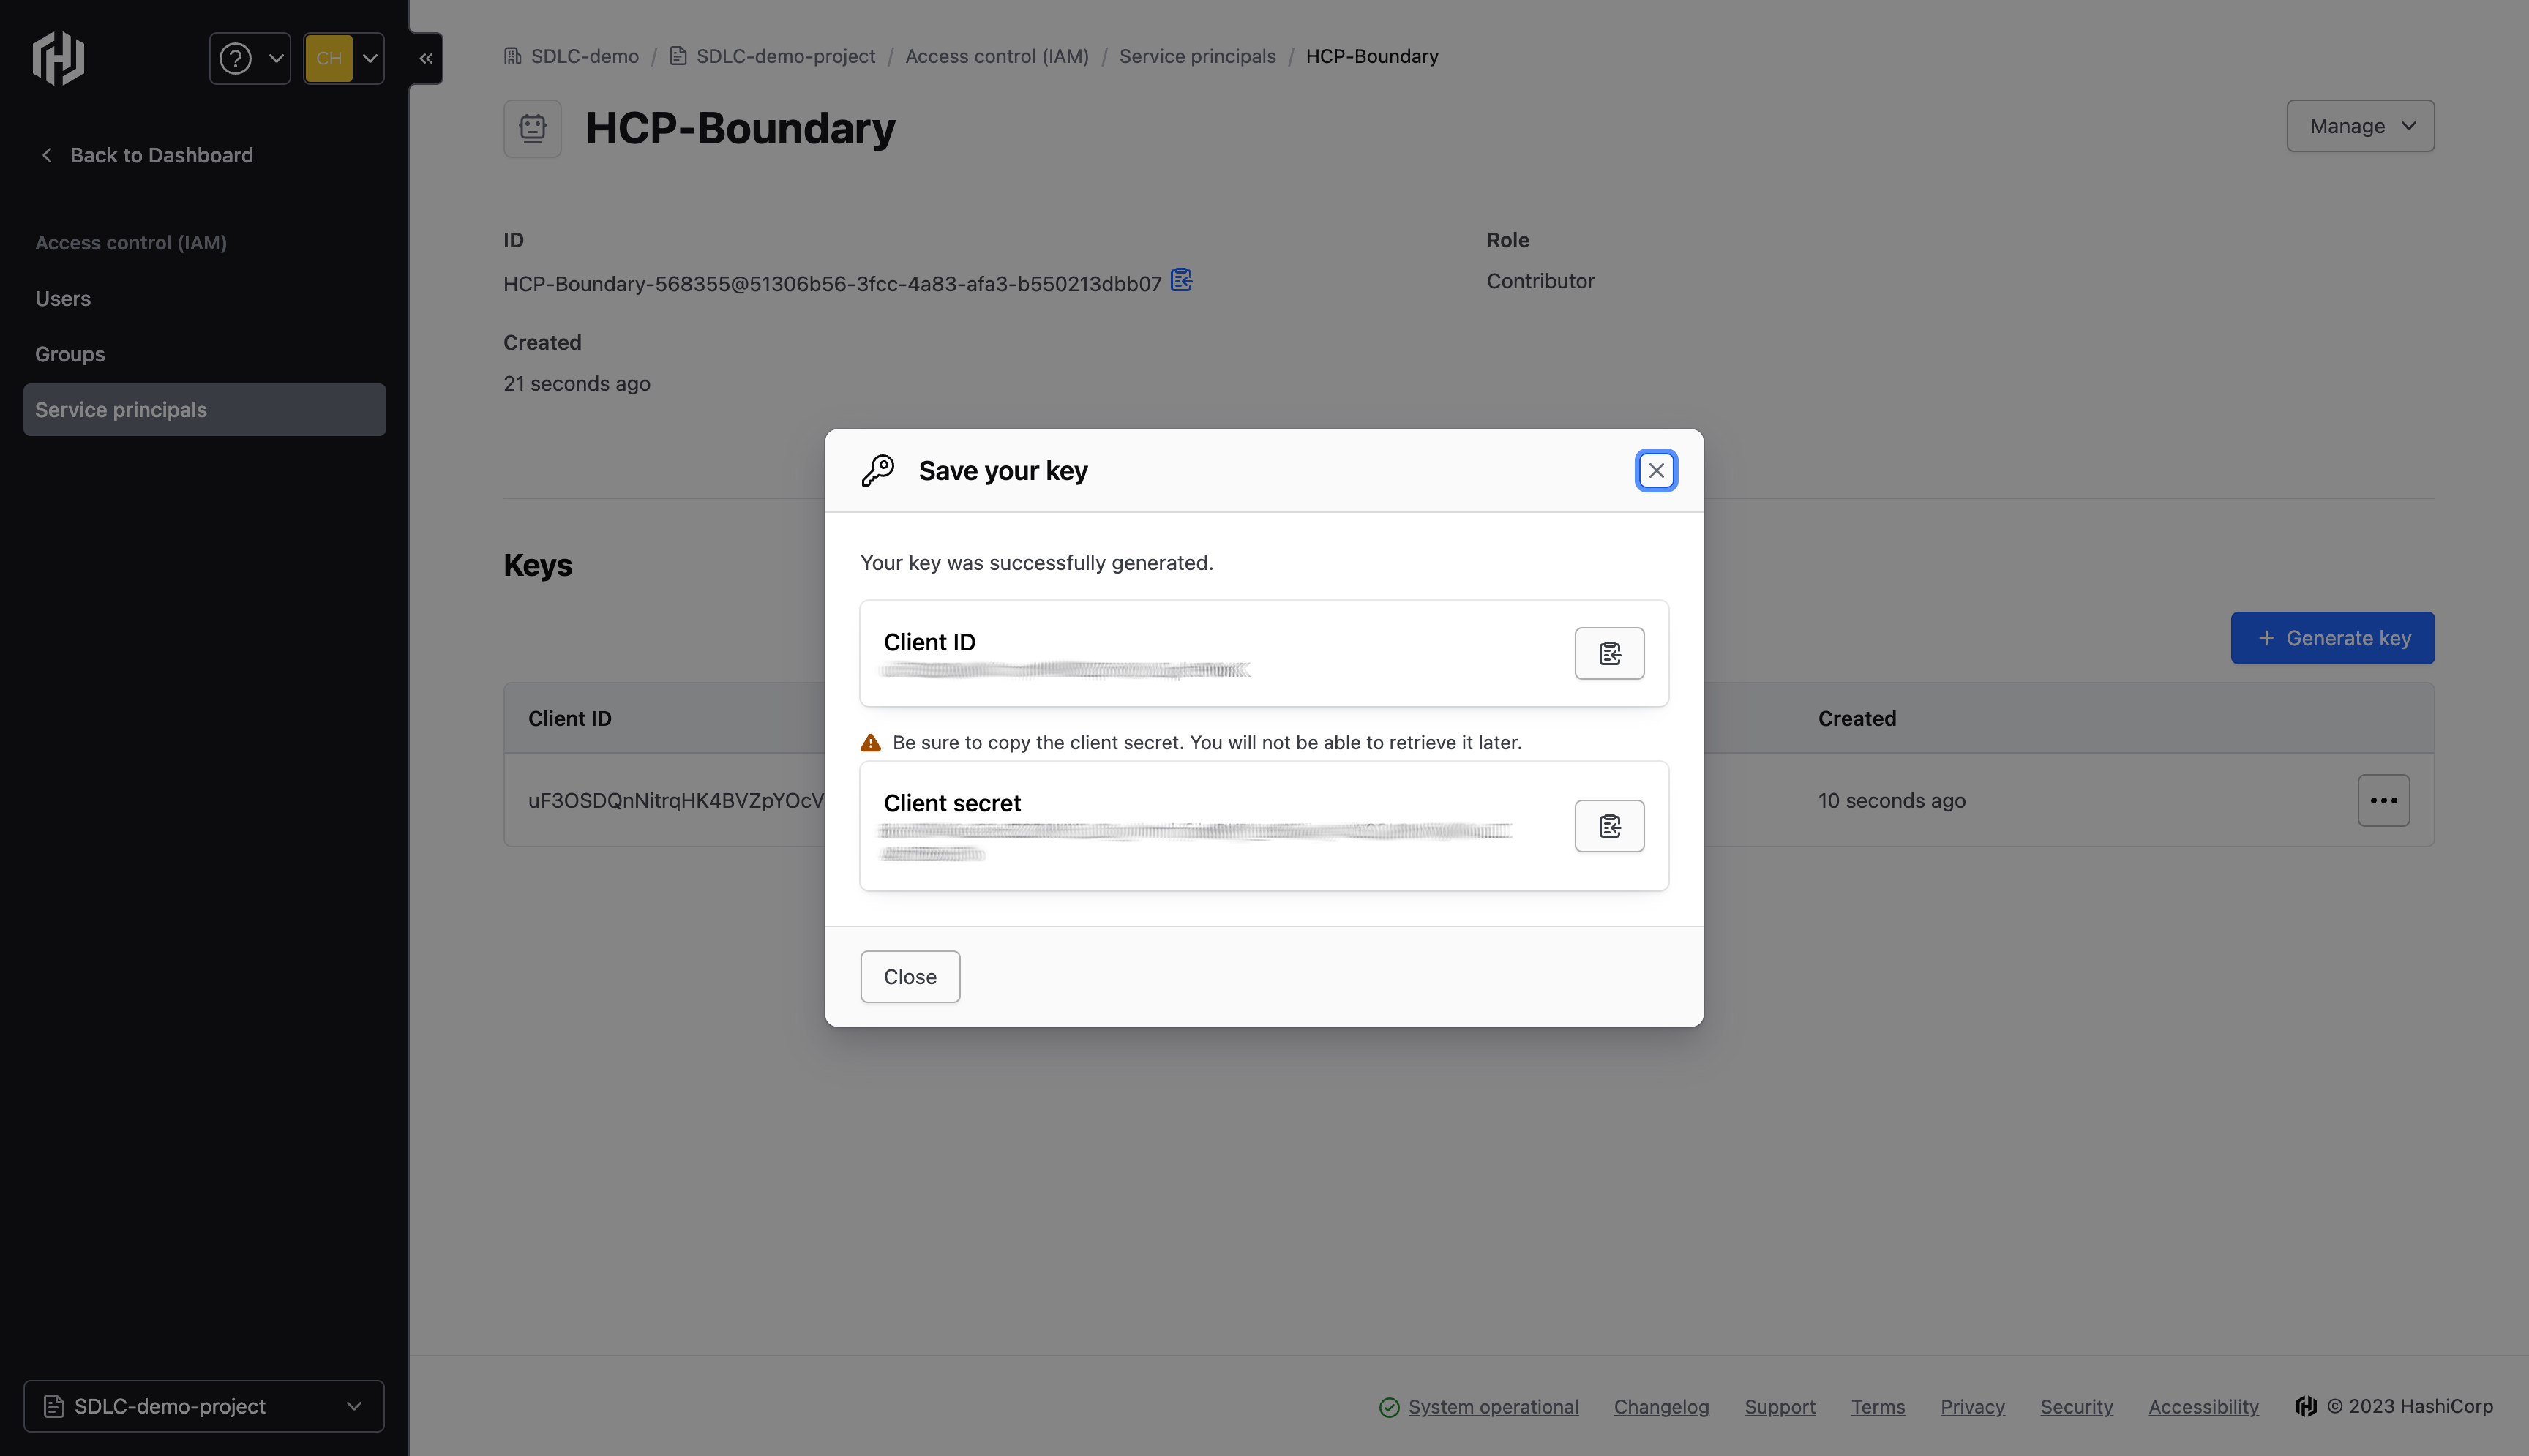 CH
Back to Dashboard
Access control (IAM)
Users
Groups
Service principals
SDLC-demo-project
SDLC-demo / SDLC-demo-project / Access control (IAM) / Service principals / HCP-Boundary
HCP-Boundary
Manage
ID
HCP-Boundary-568355@51306b56-3fcc-4a83-afa3-b550213dbb07
Role
Contributor
Created
21 seconds ago
Keys
Generate key
Client ID
Created
uF3OSDQnNitrqHK4BVZpYOcV
10 seconds ago
Save your key
Your key was successfully generated.
Client ID
Be sure to copy the client secret. You will not be able to retrieve it later.
Client secret
Close
System operational
Changelog
Support
Terms
Privacy
Security
Accessibility
© 2023 HashiCorp